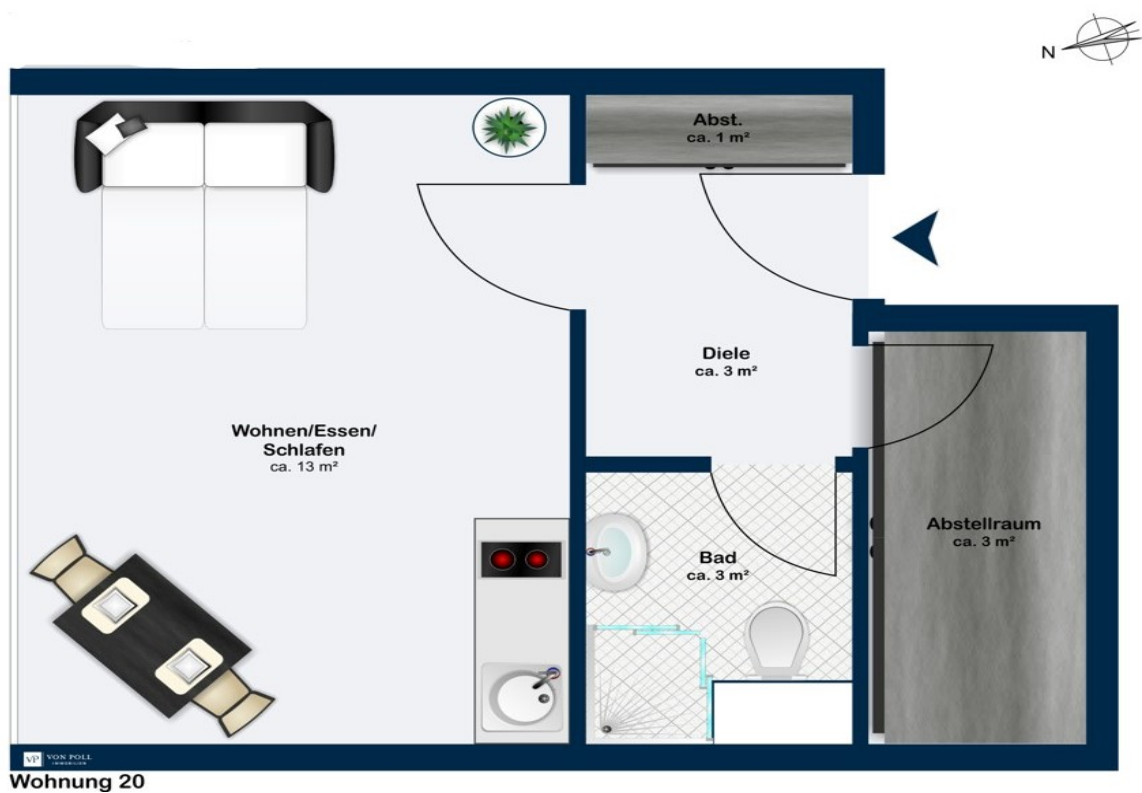 N
Abst.
ca. 1 m²
Diele
ca. 3 m²
Wohnen/Essen/
Schlafen
ca. 13 m²
Bad
ca. 3 m²
Abstellraum
ca. 3 m²
VP VON POLL
IMMOBILIEN
Wohnung 20